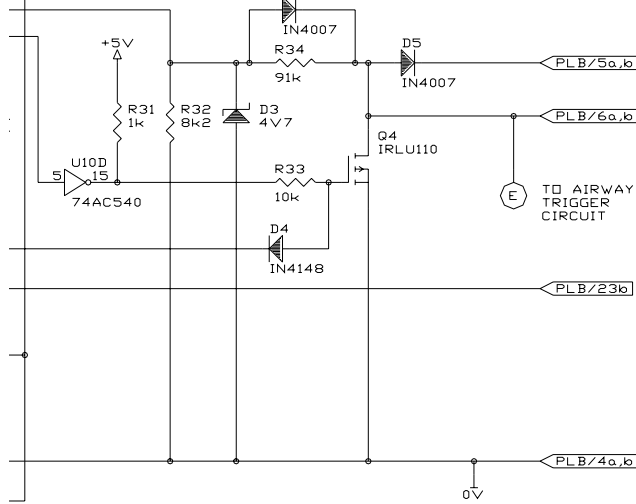 IN4007
+5V
R34
91k
D5
IN4007
PLB/5a,b
R31
1k
R32
8k2
D3
4V7
PLB/6a,b
Q4
IRLU110
U10D
5
15
74AC540
R33
10k
E
TO AIRWAY
TRIGGER
CIRCUIT
D4
IN4148
PLB/23b
PLB/4a,b
0V